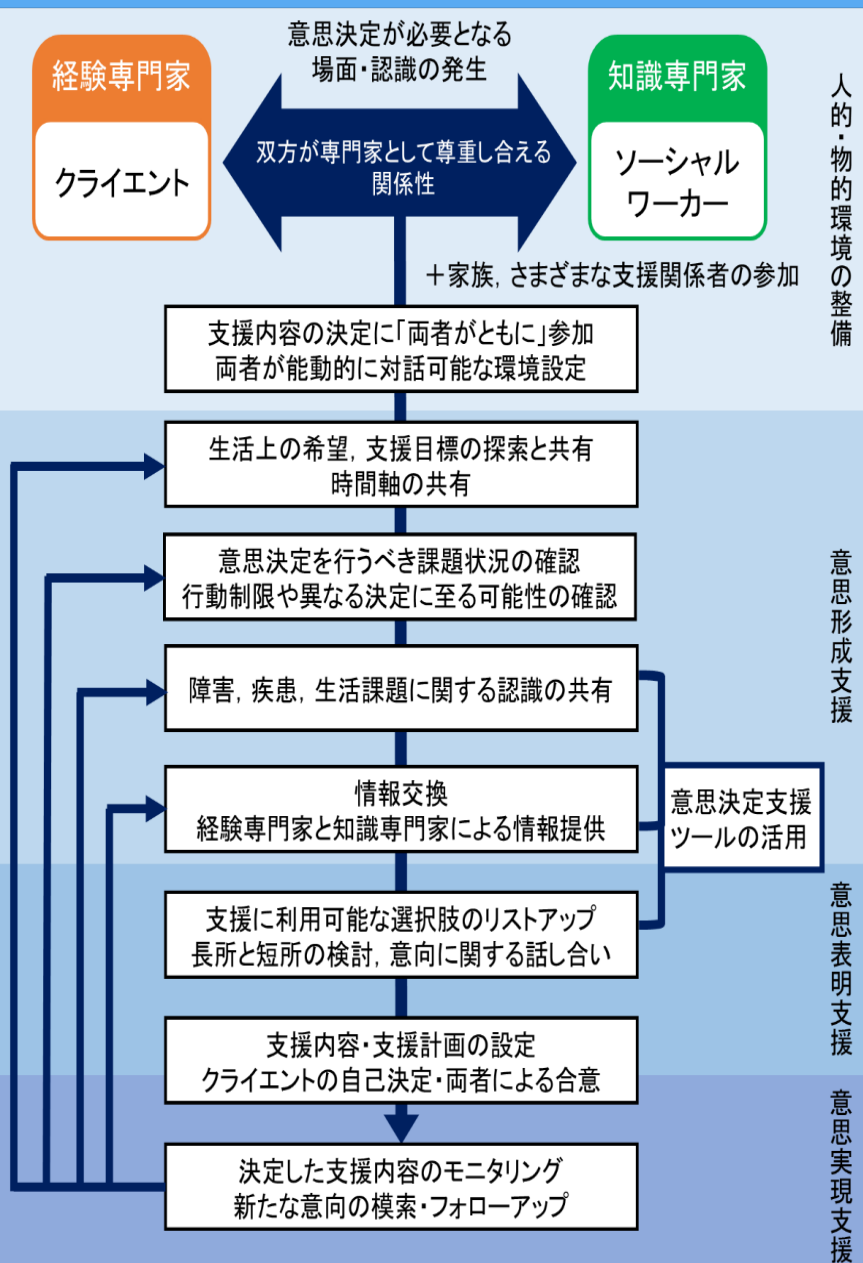 意思決定が必要となる
場面・認識の発生
経験専門家
クライエント
双方が専門家として尊重し合える
関係性
知識専門家
ソーシャル
ワーカー
人的・物的環境の整備
＋家族，さまざまな支援関係者の参加
支援内容の決定に「両者がともに」参加
両者が能動的に対話可能な環境設定
生活上の希望，支援目標の探索と共有
時間軸の共有
意思決定を行うべき課題状況の確認
行動制限や異なる決定に至る可能性の確認
意思形成支援
障害，疾患，生活課題に関する認識の共有
情報交換
経験専門家と知識専門家による情報提供
意思決定支援
ツールの活用
支援に利用可能な選択肢のリストアップ
長所と短所の検討，意向に関する話し合い
意思表明支援
支援内容・支援計画の設定
クライエントの自己決定・両者による合意
決定した支援内容のモニタリング
新たな意向の模索・フォローアップ
意思実現支援